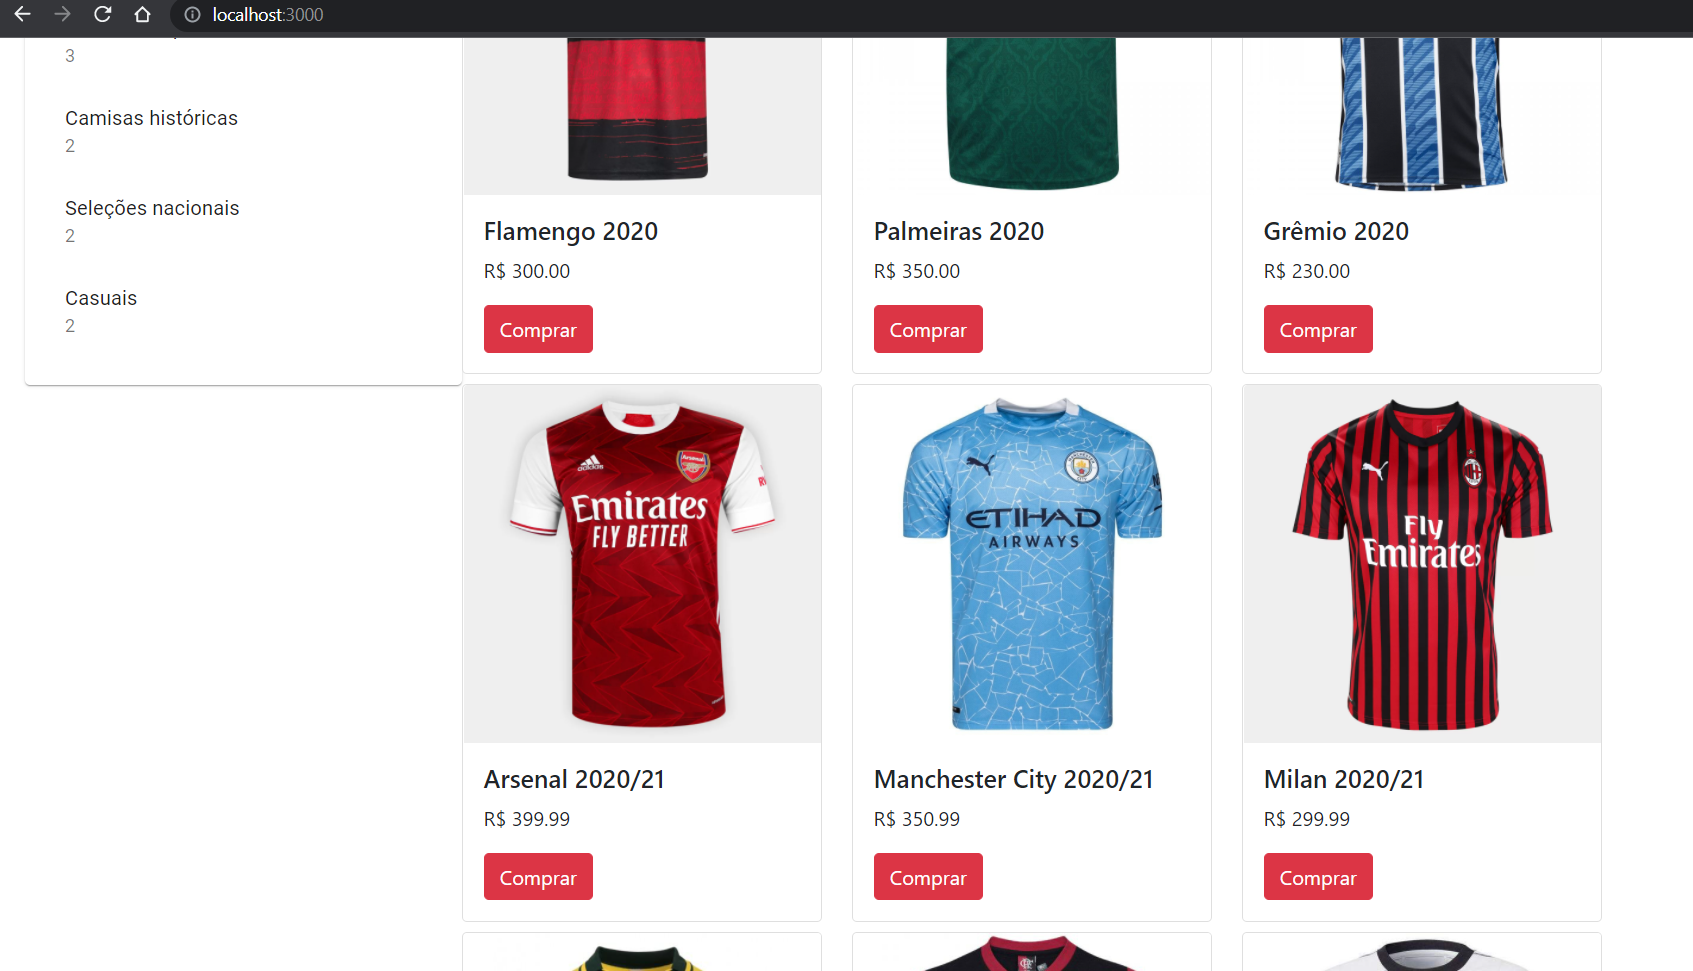 localhost:3000
3
Camisas históricas
2
Seleções nacionais
2
Casuais
2
Flamengo 2020
R$ 300.00
Comprar
Palmeiras 2020
R$ 350.00
Comprar
Grêmio 2020
R$ 230.00
Comprar
adidas
Arsenal
Emirates
FLY BETTER
Arsenal 2020/21
R$ 399.99
Comprar
ETIHAD
AIRWAYS
Manchester City 2020/21
R$ 350.99
Comprar
Fly
Emirates
Milan 2020/21
R$ 299.99
Comprar